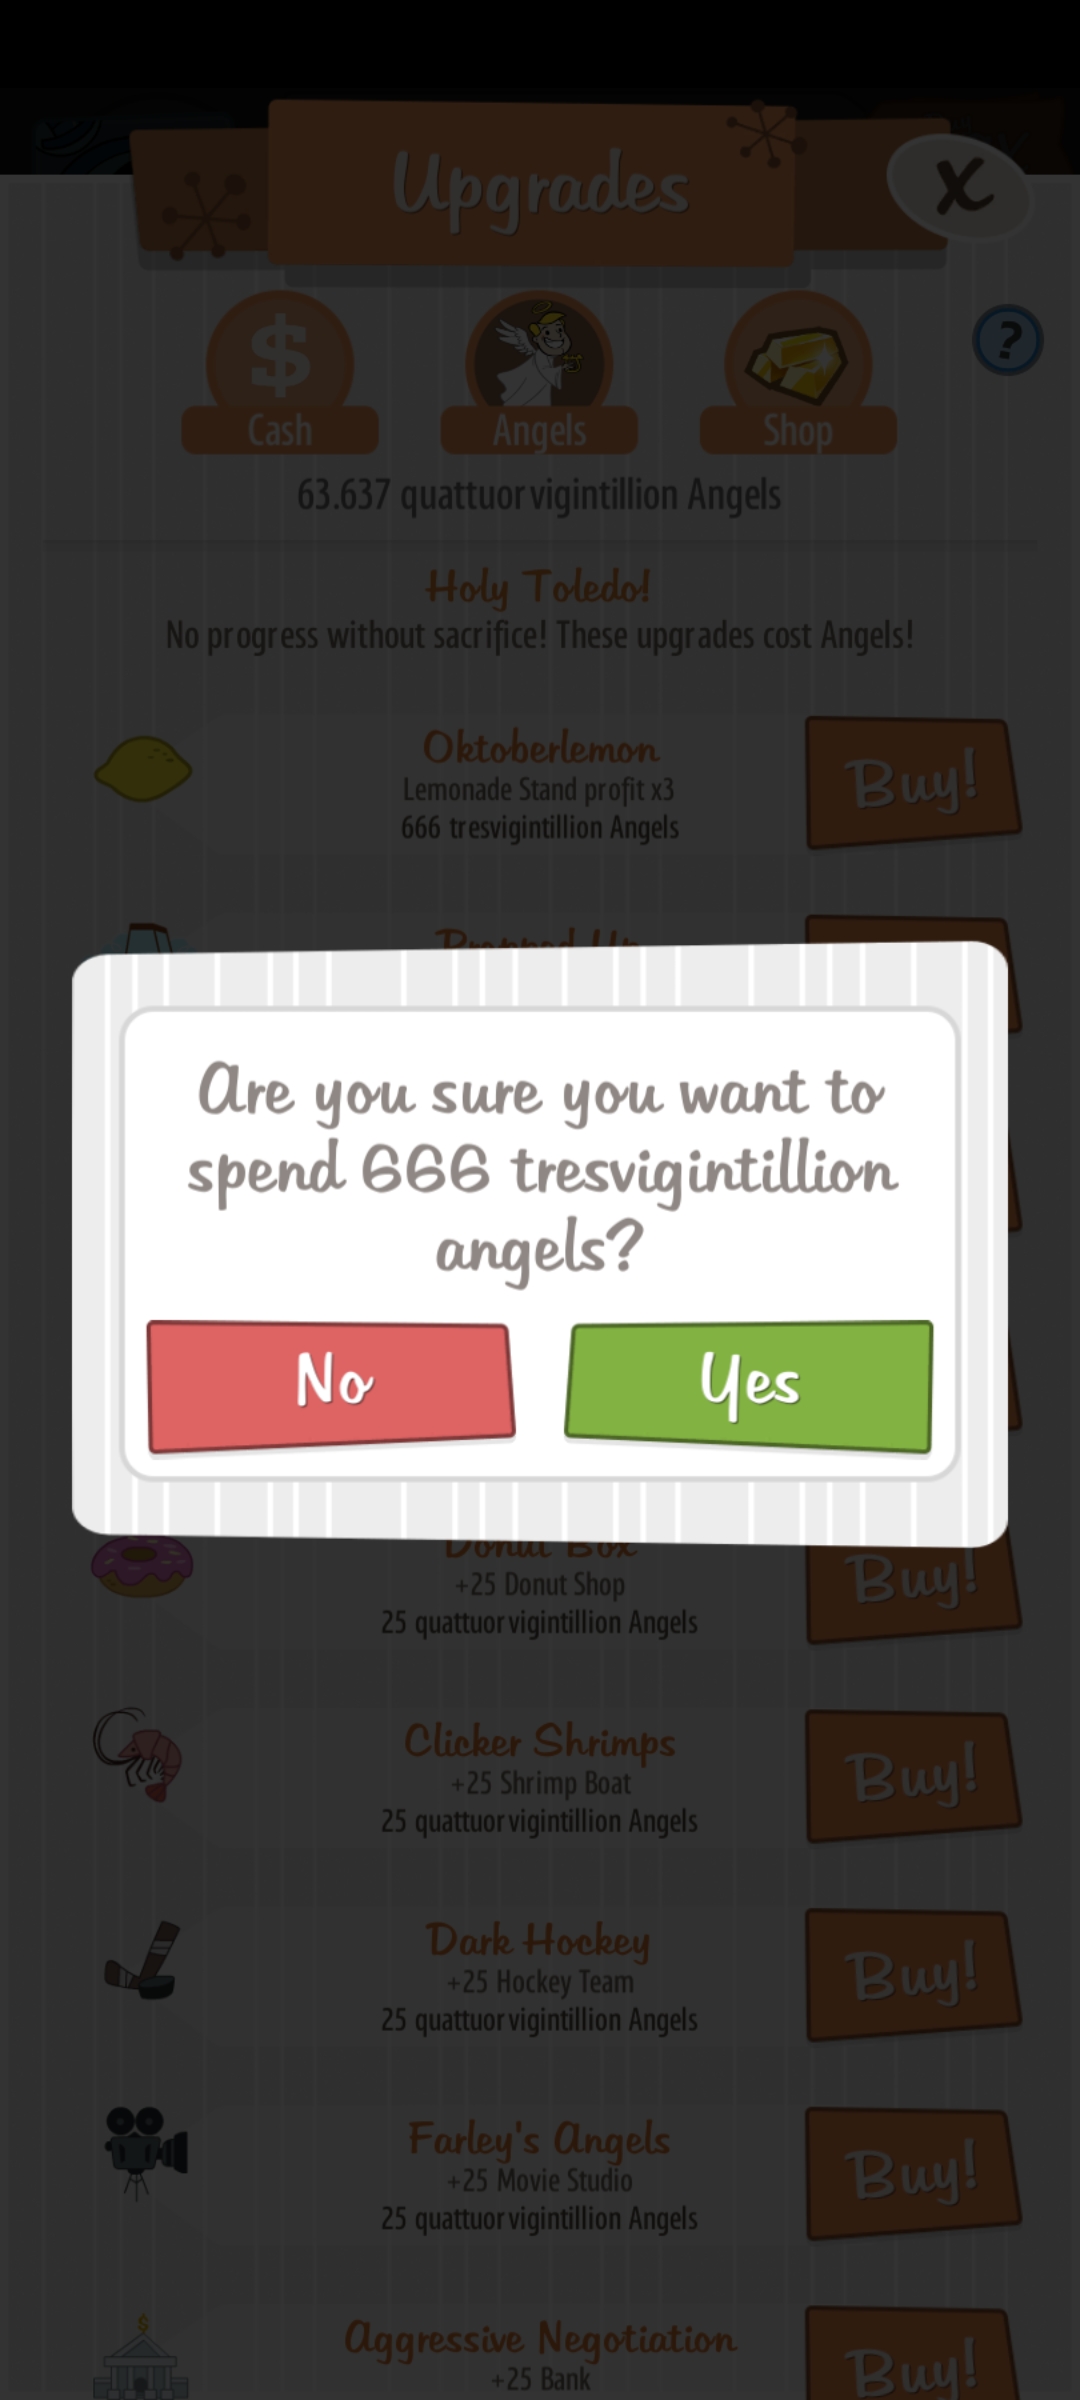 Upgrades
X
$
?
Cash
Angels
Shop
63.637 quattuorvigintillion Angels
Holy Toledo!
No progress without sacrifice! These upgrades cost Angels!
Oktoberlemon
Lemonade Stand profit x3
666 tresvigintillion Angels
Buy!
Are you sure you want to
spend 666 tresvigintillion
angels?
No
Yes
Donut Box
+25 Donut Shop
25 quattuorvigintillion Angels
Buy!
Clicker Shrimps
+25 Shrimp Boat
25 quattuorvigintillion Angels
Buy!
Dark Hockey
+25 Hockey Team
25 quattuorvigintillion Angels
Buy!
Farley's Angels
+25 Movie Studio
25 quattuorvigintillion Angels
Buy!
Aggressive Negotiation
+25 Bank
Buy!